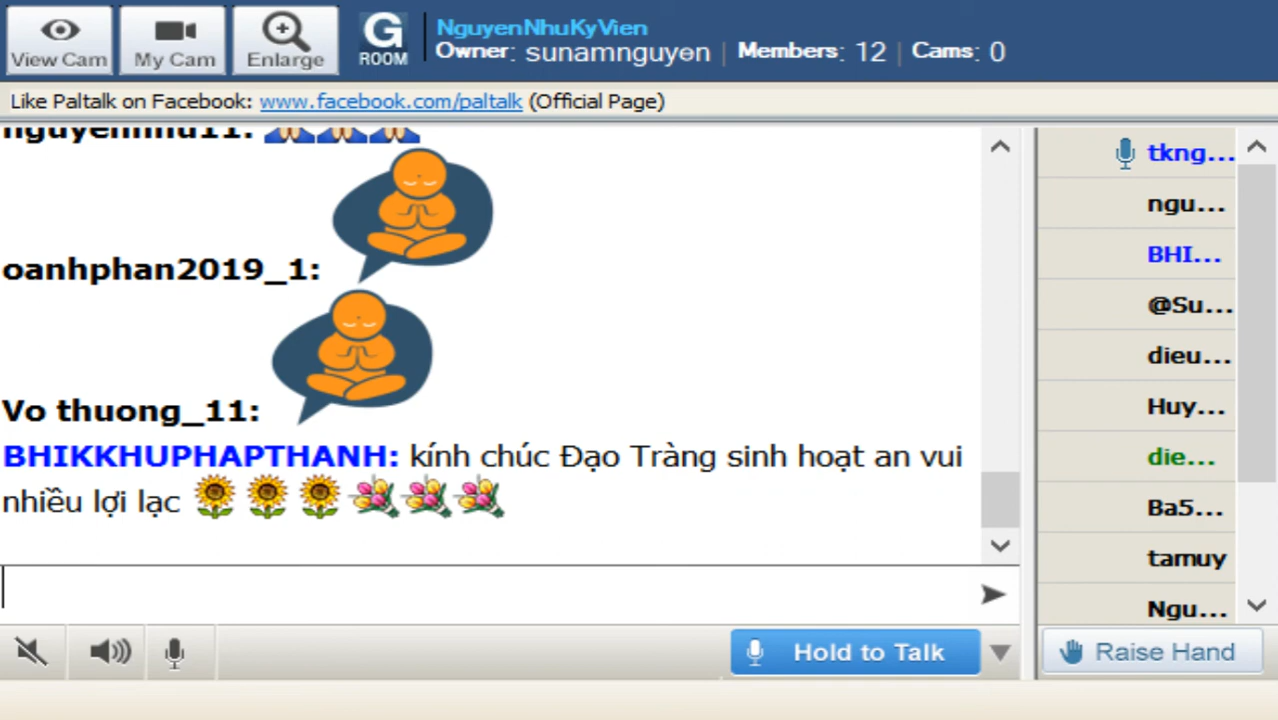 View Cam
My Cam
Enlarge
G
ROOM
NguyenNhuKyVien
Owner: sunamnguyen | Members: 12 | Cams: 0
Like Paltalk on Facebook: www.facebook.com/paltalk (Official Page)
nguyennhu11:
oanhphan2019_1:
Vo thuong_11:
BHIKKHUPHAPTHANH: kính chúc Đạo Tràng sinh hoạt an vui
nhiều lợi lạc
tkng...
ngu...
BHI...
@Su...
dieu...
Huy...
die...
Ba5...
tamuy
Ngu...
Hold to Talk
Raise Hand